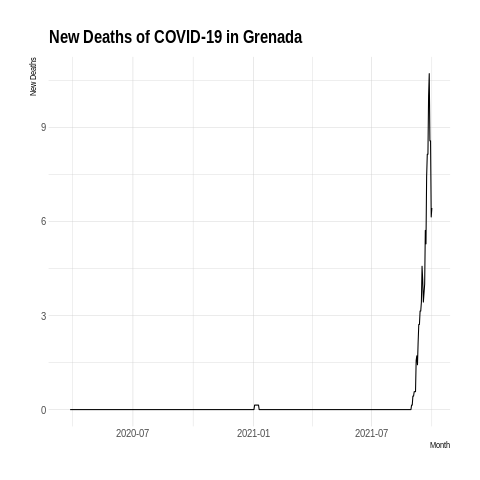 New Deaths of COVID-19 in Grenada
New Deaths
9
6
3
0
2020-07
2021-01
2021-07
Month